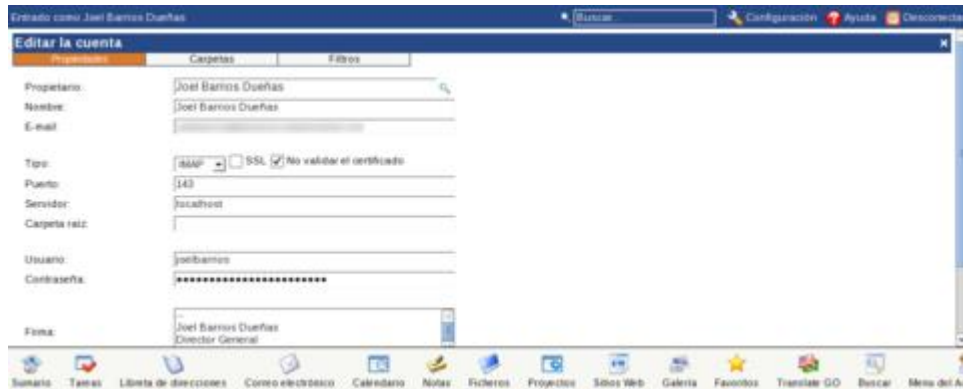 Entrado como Joel Barrios Dueñas Buscar... Configuración Ayuda Desconecta
Editar la cuenta x
Propiedades Carpetas Filtros
Propietario: Joel Barrios Dueñas
Nombre: Joel Barrios Dueñas
E-mail:
Tipo: IMAP SSL No validar el certificado
Puerto: 143
Servidor: localhost
Carpeta raíz:
Usuario: joelbarrios
Contraseña:
--
Firma: Joel Barrios Dueñas
Director General
Sumario Tareas Libreta de direcciones Correo electrónico Calendario Notas Ficheros Proyectos Sitios Web Galería Favoritos Translate GO Buscar Menu del